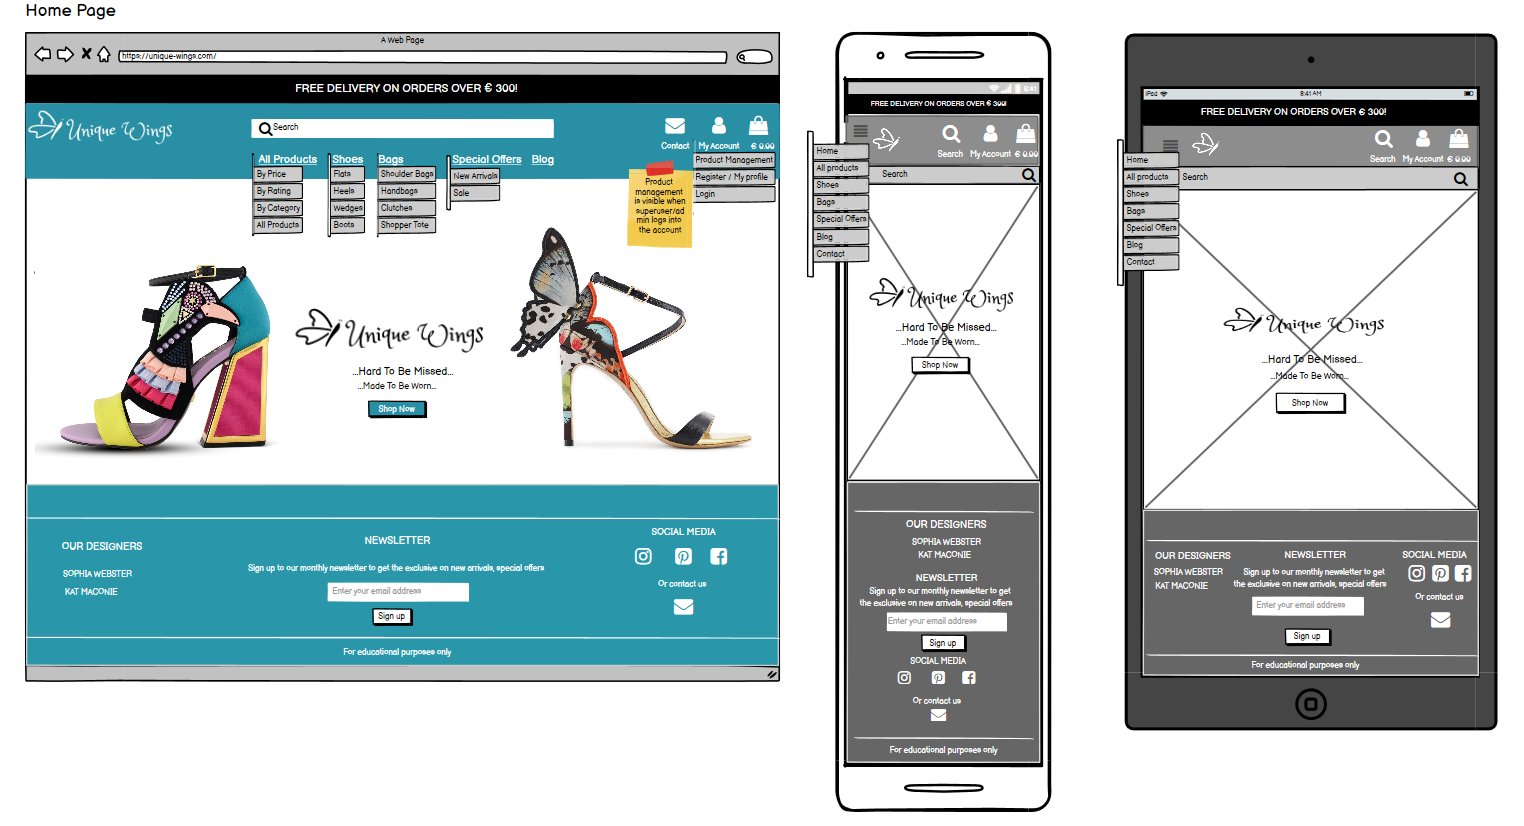 Home Page
A Web Page
https://unique-wings.com/
FREE DELIVERY ON ORDERS OVER € 300!
Unique Wings
Search
Contact
My Account
€ 0.00
All Products
Shoes
Bags
Special Offers
Blog
By Price
By Rating
By Category
All Products
Flats
Heels
Wedges
Boots
Shoulder Bags
Handbags
Clutches
Shopper Tote
New Arrivals
Sale
Product Management
Register / My profile
Login
Product
management
is visible when
superuser/ad
min logs into
the account
Unique Wings
...Hard To Be Missed...
...Made To Be Worn...
Shop Now
OUR DESIGNERS
SOPHIA WEBSTER
KAT MACONIE
NEWSLETTER
Sign up to our monthly newsletter to get the exclusive on new arrivals, special offers
Enter your email address
Sign up
SOCIAL MEDIA
Or contact us
For educational purposes only
8:41
FREE DELIVERY ON ORDERS OVER € 300!
Search
My Account
€ 0.00
Search
Home
All products
Shoes
Bags
Special Offers
Blog
Contact
Unique Wings
...Hard To Be Missed...
...Made To Be Worn...
Shop Now
OUR DESIGNERS
SOPHIA WEBSTER
KAT MACONIE
NEWSLETTER
Sign up to our monthly newsletter to get
the exclusive on new arrivals, special offers
Enter your email address
Sign up
SOCIAL MEDIA
Or contact us
For educational purposes only
iPod
8:41 AM
FREE DELIVERY ON ORDERS OVER € 300!
Search
My Account
€ 0.00
Search
Home
All products
Shoes
Bags
Special Offers
Blog
Contact
Unique Wings
...Hard To Be Missed...
...Made To Be Worn...
Shop Now
OUR DESIGNERS
SOPHIA WEBSTER
KAT MACONIE
NEWSLETTER
Sign up to our monthly newsletter to get
the exclusive on new arrivals, special offers
Enter your email address
Sign up
SOCIAL MEDIA
Or contact us
For educational purposes only